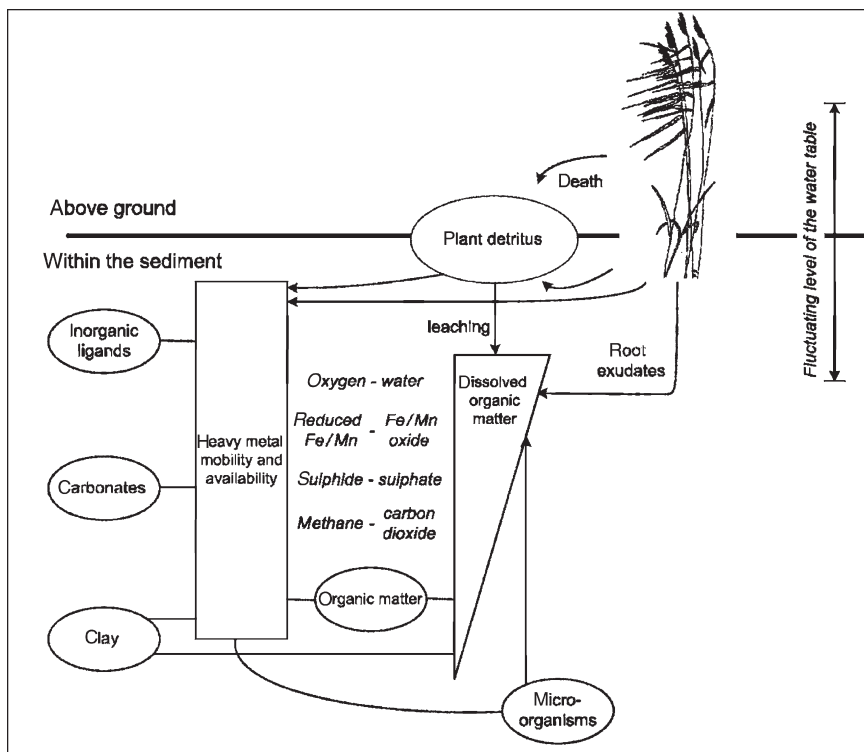 Death
Above ground
Plant detritus
Within the sediment
Fluctuating level of the water table
Inorganic
ligands
leaching
Root
exudates
Oxygen - water
Dissolved
organic
matter
Reduced - Fe/Mn
Fe/Mn oxide
Heavy metal
mobility and
availability
Carbonates
Sulphide - sulphate
Methane - carbon
dioxide
Organic matter
Clay
Micro-
organisms